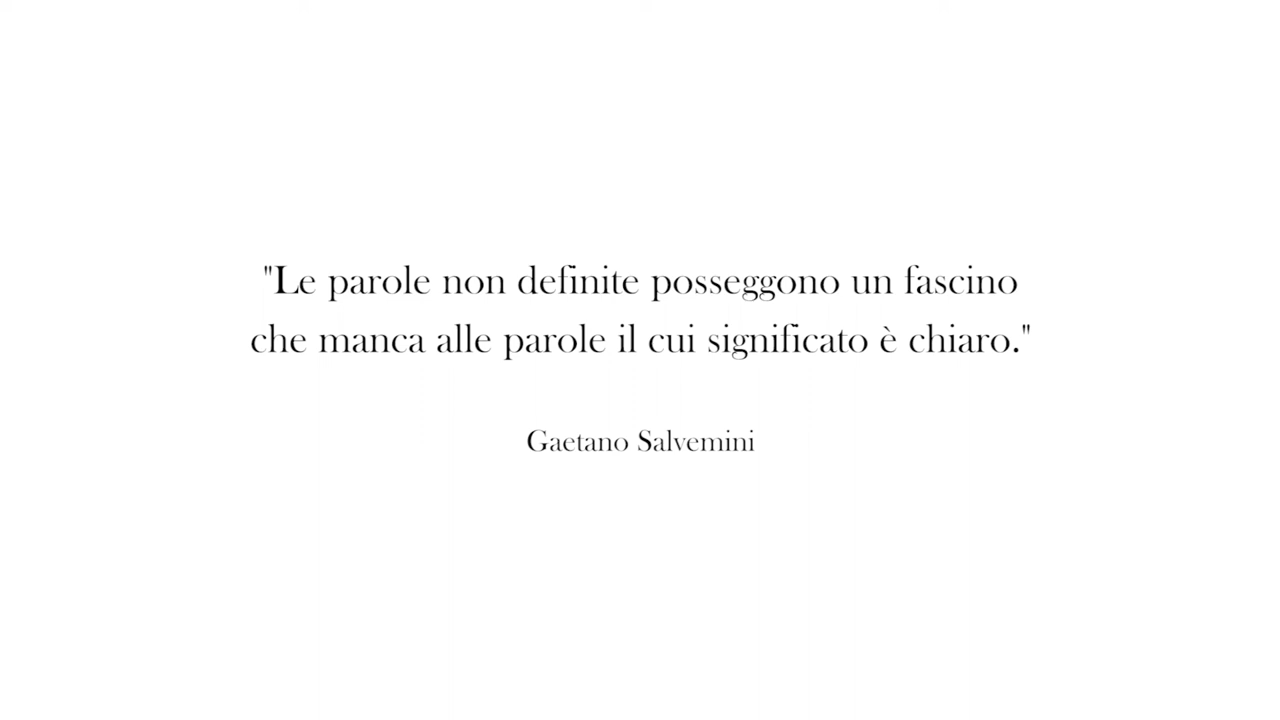 "Le parole non definite posseggono un fascino
che manca alle parole il cui significato è chiaro."
Gaetano Salvemini